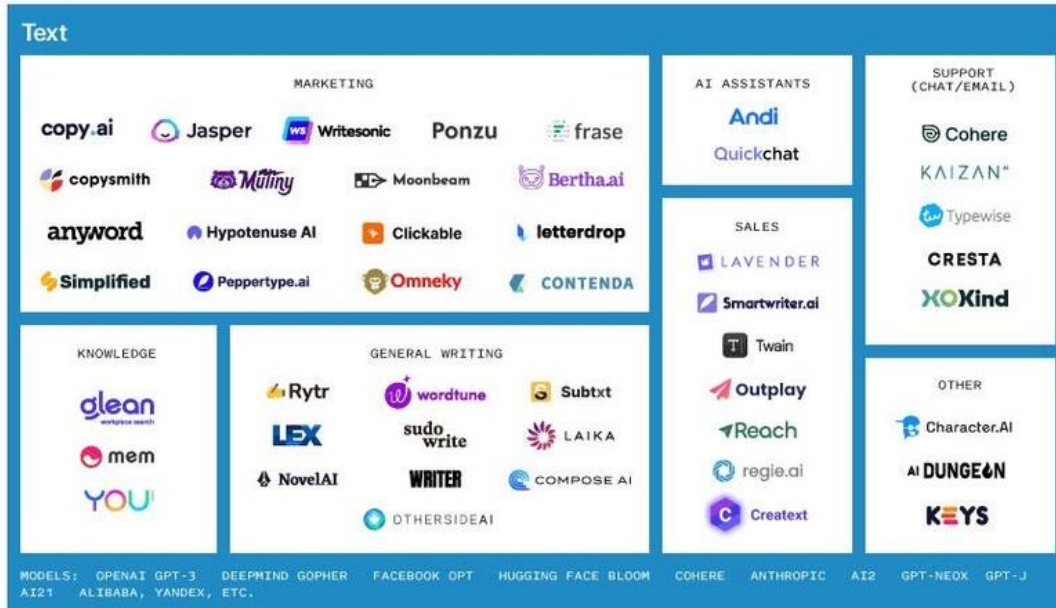 Text
MARKETING
copy.ai
Jasper
WS Writesonic
Ponzu
frase
copysmith
Mutiny
Moonbeam
Bertha.ai
anyword
Hypotenuse AI
Clickable
letterdrop
Simplified
Peppertype.ai
Omneky
CONTENDA
AI ASSISTANTS
Andi
Quickchat
SUPPORT
(CHAT/EMAIL)
Cohere
KAIZAN
tw Typewise
CRESTA
XOKind
SALES
LAVENDER
Smartwriter.ai
T Twain
Outplay
Reach
regie.ai
C Creatext
KNOWLEDGE
glean
workplace search
mem
YOU
GENERAL WRITING
Rytr
w wordtune
S Subtxt
LEX
sudo
write
LAIKA
NovelAI
WRITER
COMPOSE AI
OTHERSIDEAI
OTHER
Character.AI
AI DUNGEON
KEYS
MODELS: OPENAI GPT-3 DEEPMIND GOPHER FACEBOOK OPT HUGGING FACE BLOOM COHERE ANTHROPIC AI2 GPT-NEOX GPT-J
AI21 ALIBABA, YANDEX, ETC.